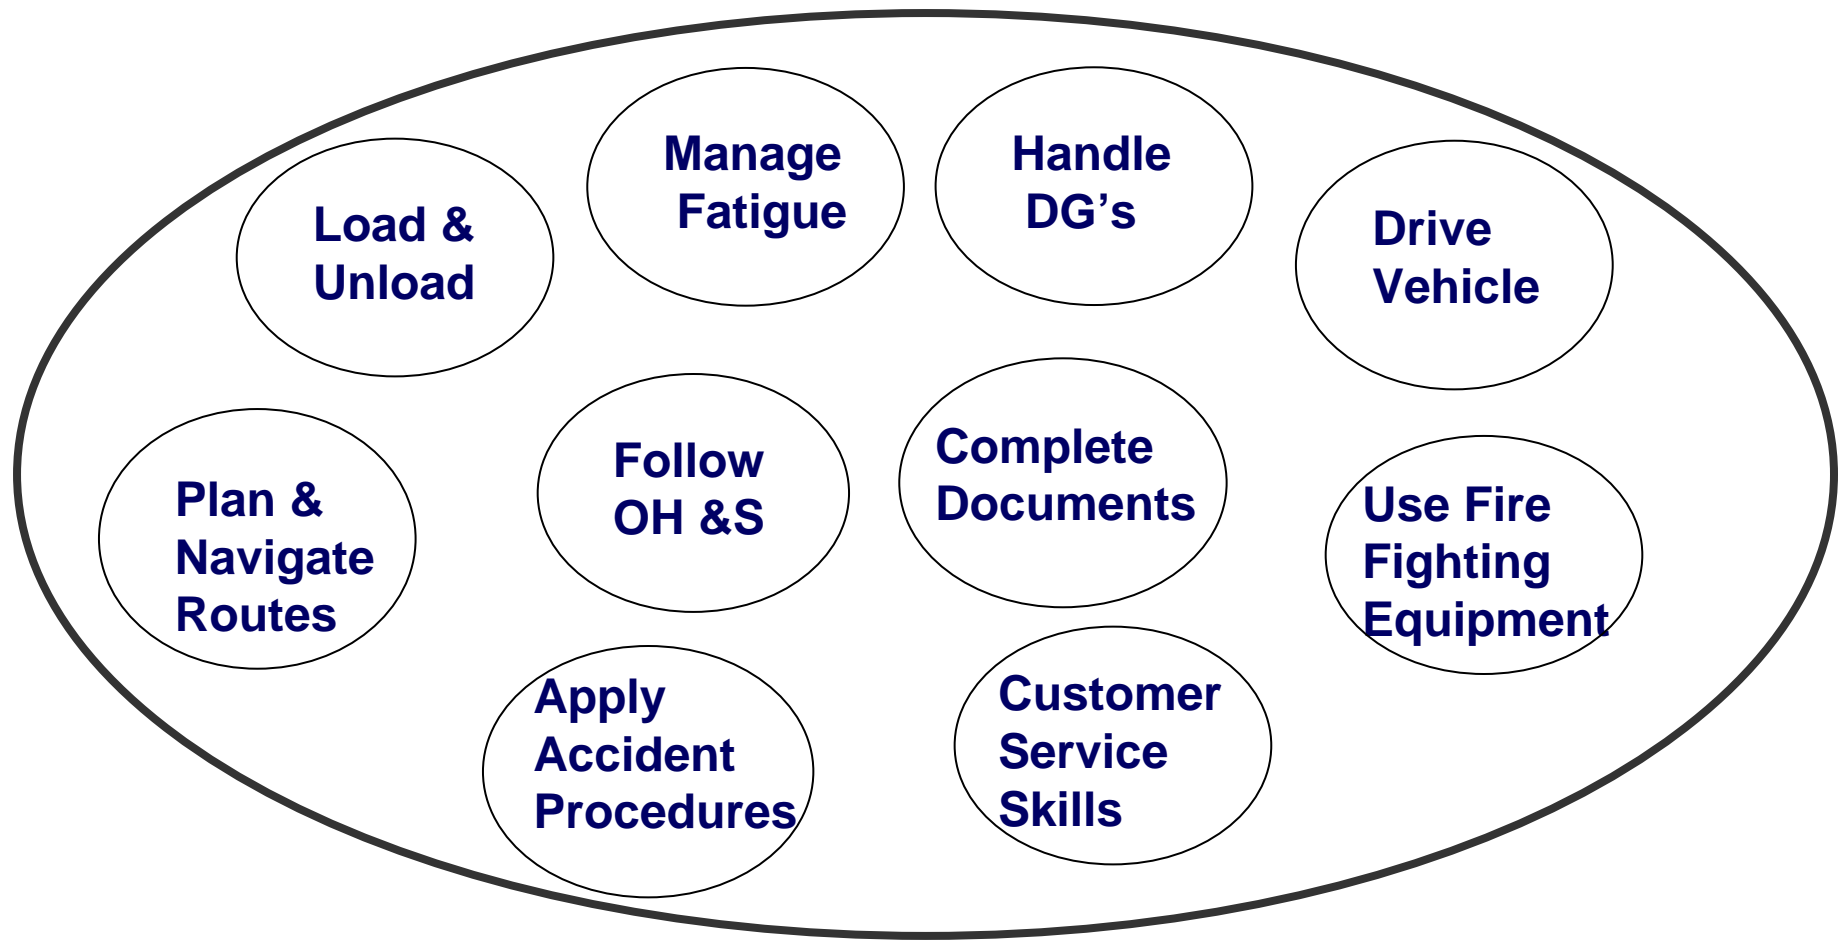 Manage
Fatigue
Handle
DG’s
Load &
Unload
Drive
Vehicle
Follow
OH &S
Complete
Documents
Plan &
Navigate
Routes
Use Fire
Fighting
Equipment
Apply
Accident
Procedures
Customer
Service
Skills